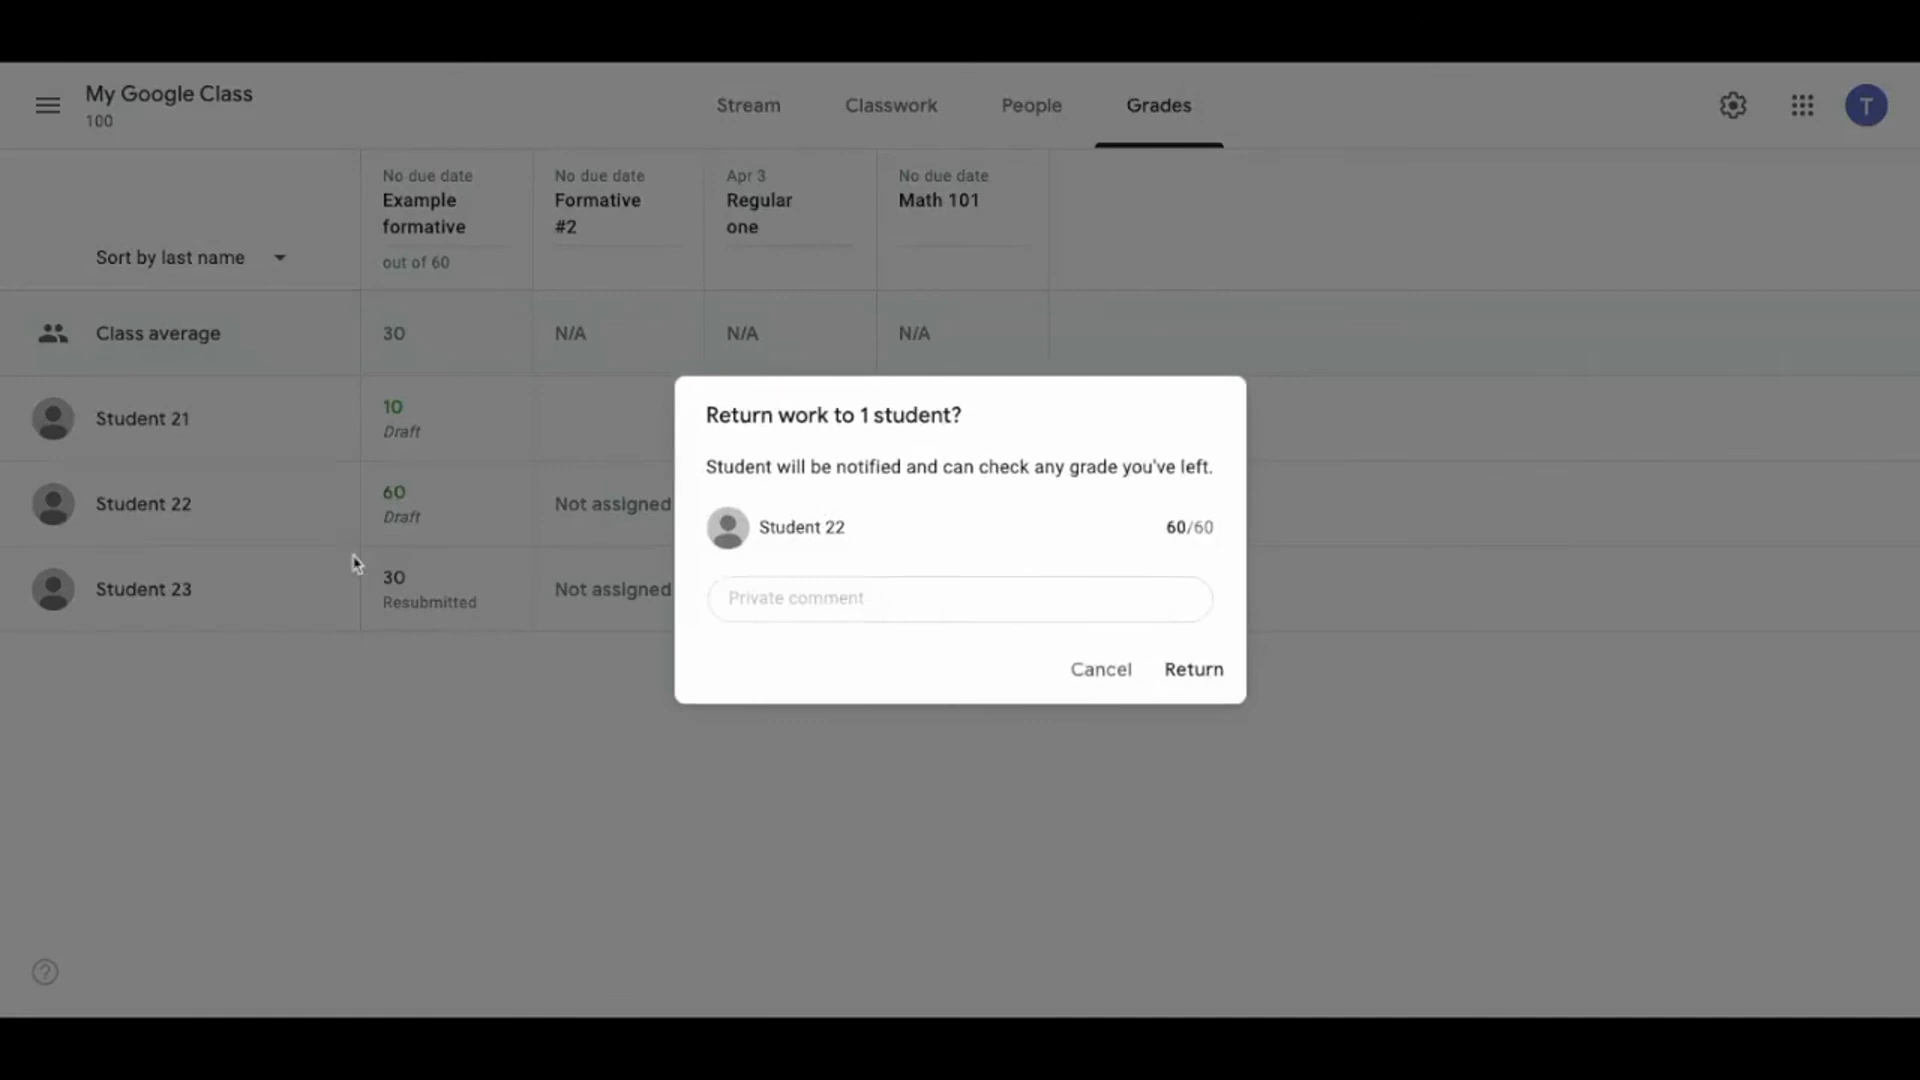 My Google Class
100
Stream
Classwork
People
Grades
T
Sort by last name
No due date
Example
formative
out of 60
No due date
Formative
#2
Apr 3
Regular
one
No due date
Math 101
Class average
30
N/A
N/A
N/A
Student 21
10
Draft
Student 22
60
Draft
Not assigned
Student 23
30
Resubmitted
Not assigned
Return work to 1 student?
Student will be notified and can check any grade you've left.
Student 22
60/60
Private comment
Cancel
Return
?